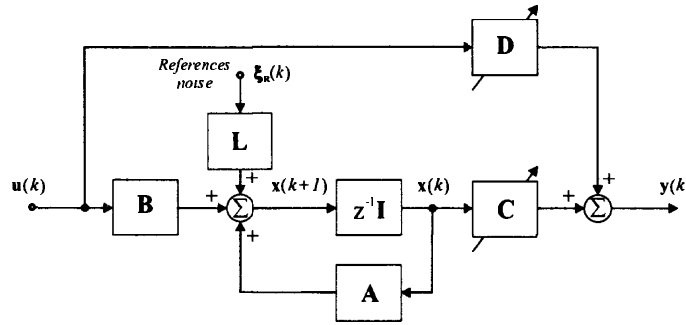 D
References
noise
ξR(k)
L
+
+
u(k)
B
+
Σ
x(k+1)
z⁻¹I
x(k)
C
+
Σ
y(k
+
A